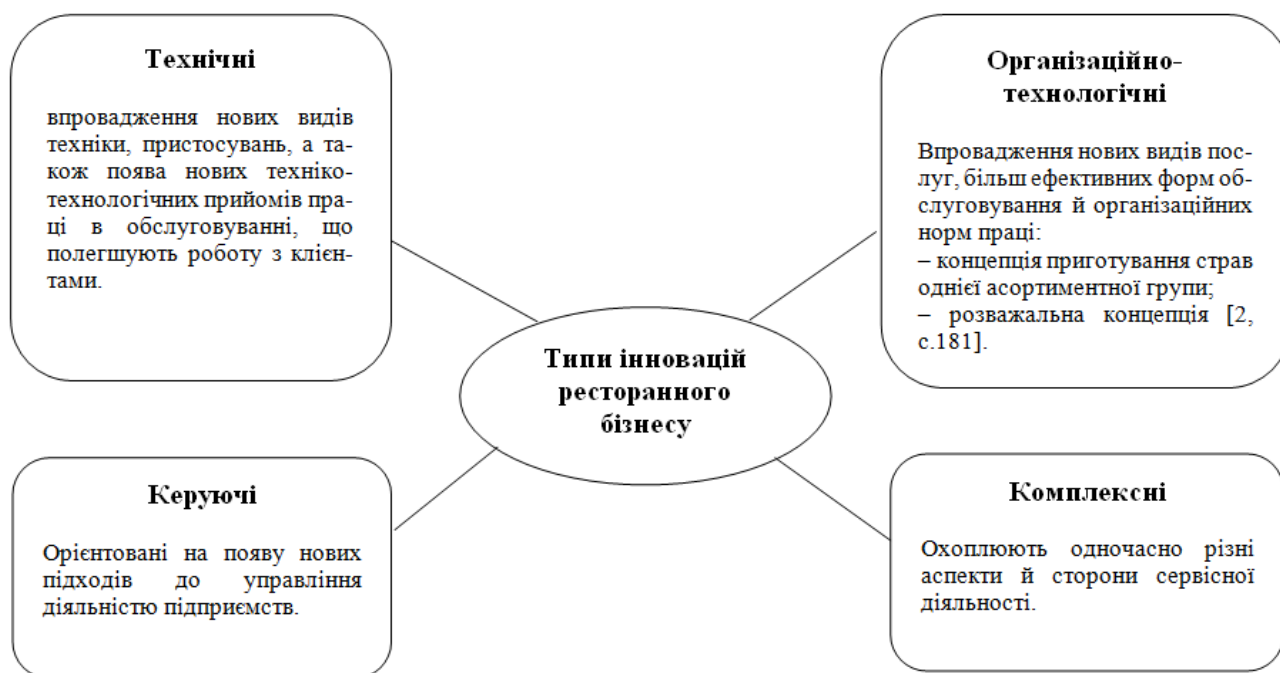 Технічні
впровадження нових видів
техніки, пристосувань, а та-
кож поява нових техніко-
технологічних прийомів пра-
ці в обслуговуванні, що
полегшують роботу з клієн-
тами.
Організаційно-
технологічні
Впровадження нових видів пос-
луг, більш ефективних форм об-
слуговування й організаційних
норм праці:
– концепція приготування страв
однієї асортиментної групи;
– розважальна концепція [2,
с.181].
Типи інновацій
ресторанного
бізнесу
Керуючі
Орієнтовані на появу нових
підходів до управління
діяльністю підприємств.
Комплексні
Охоплюють одночасно різні
аспекти й сторони сервісної
діяльності.